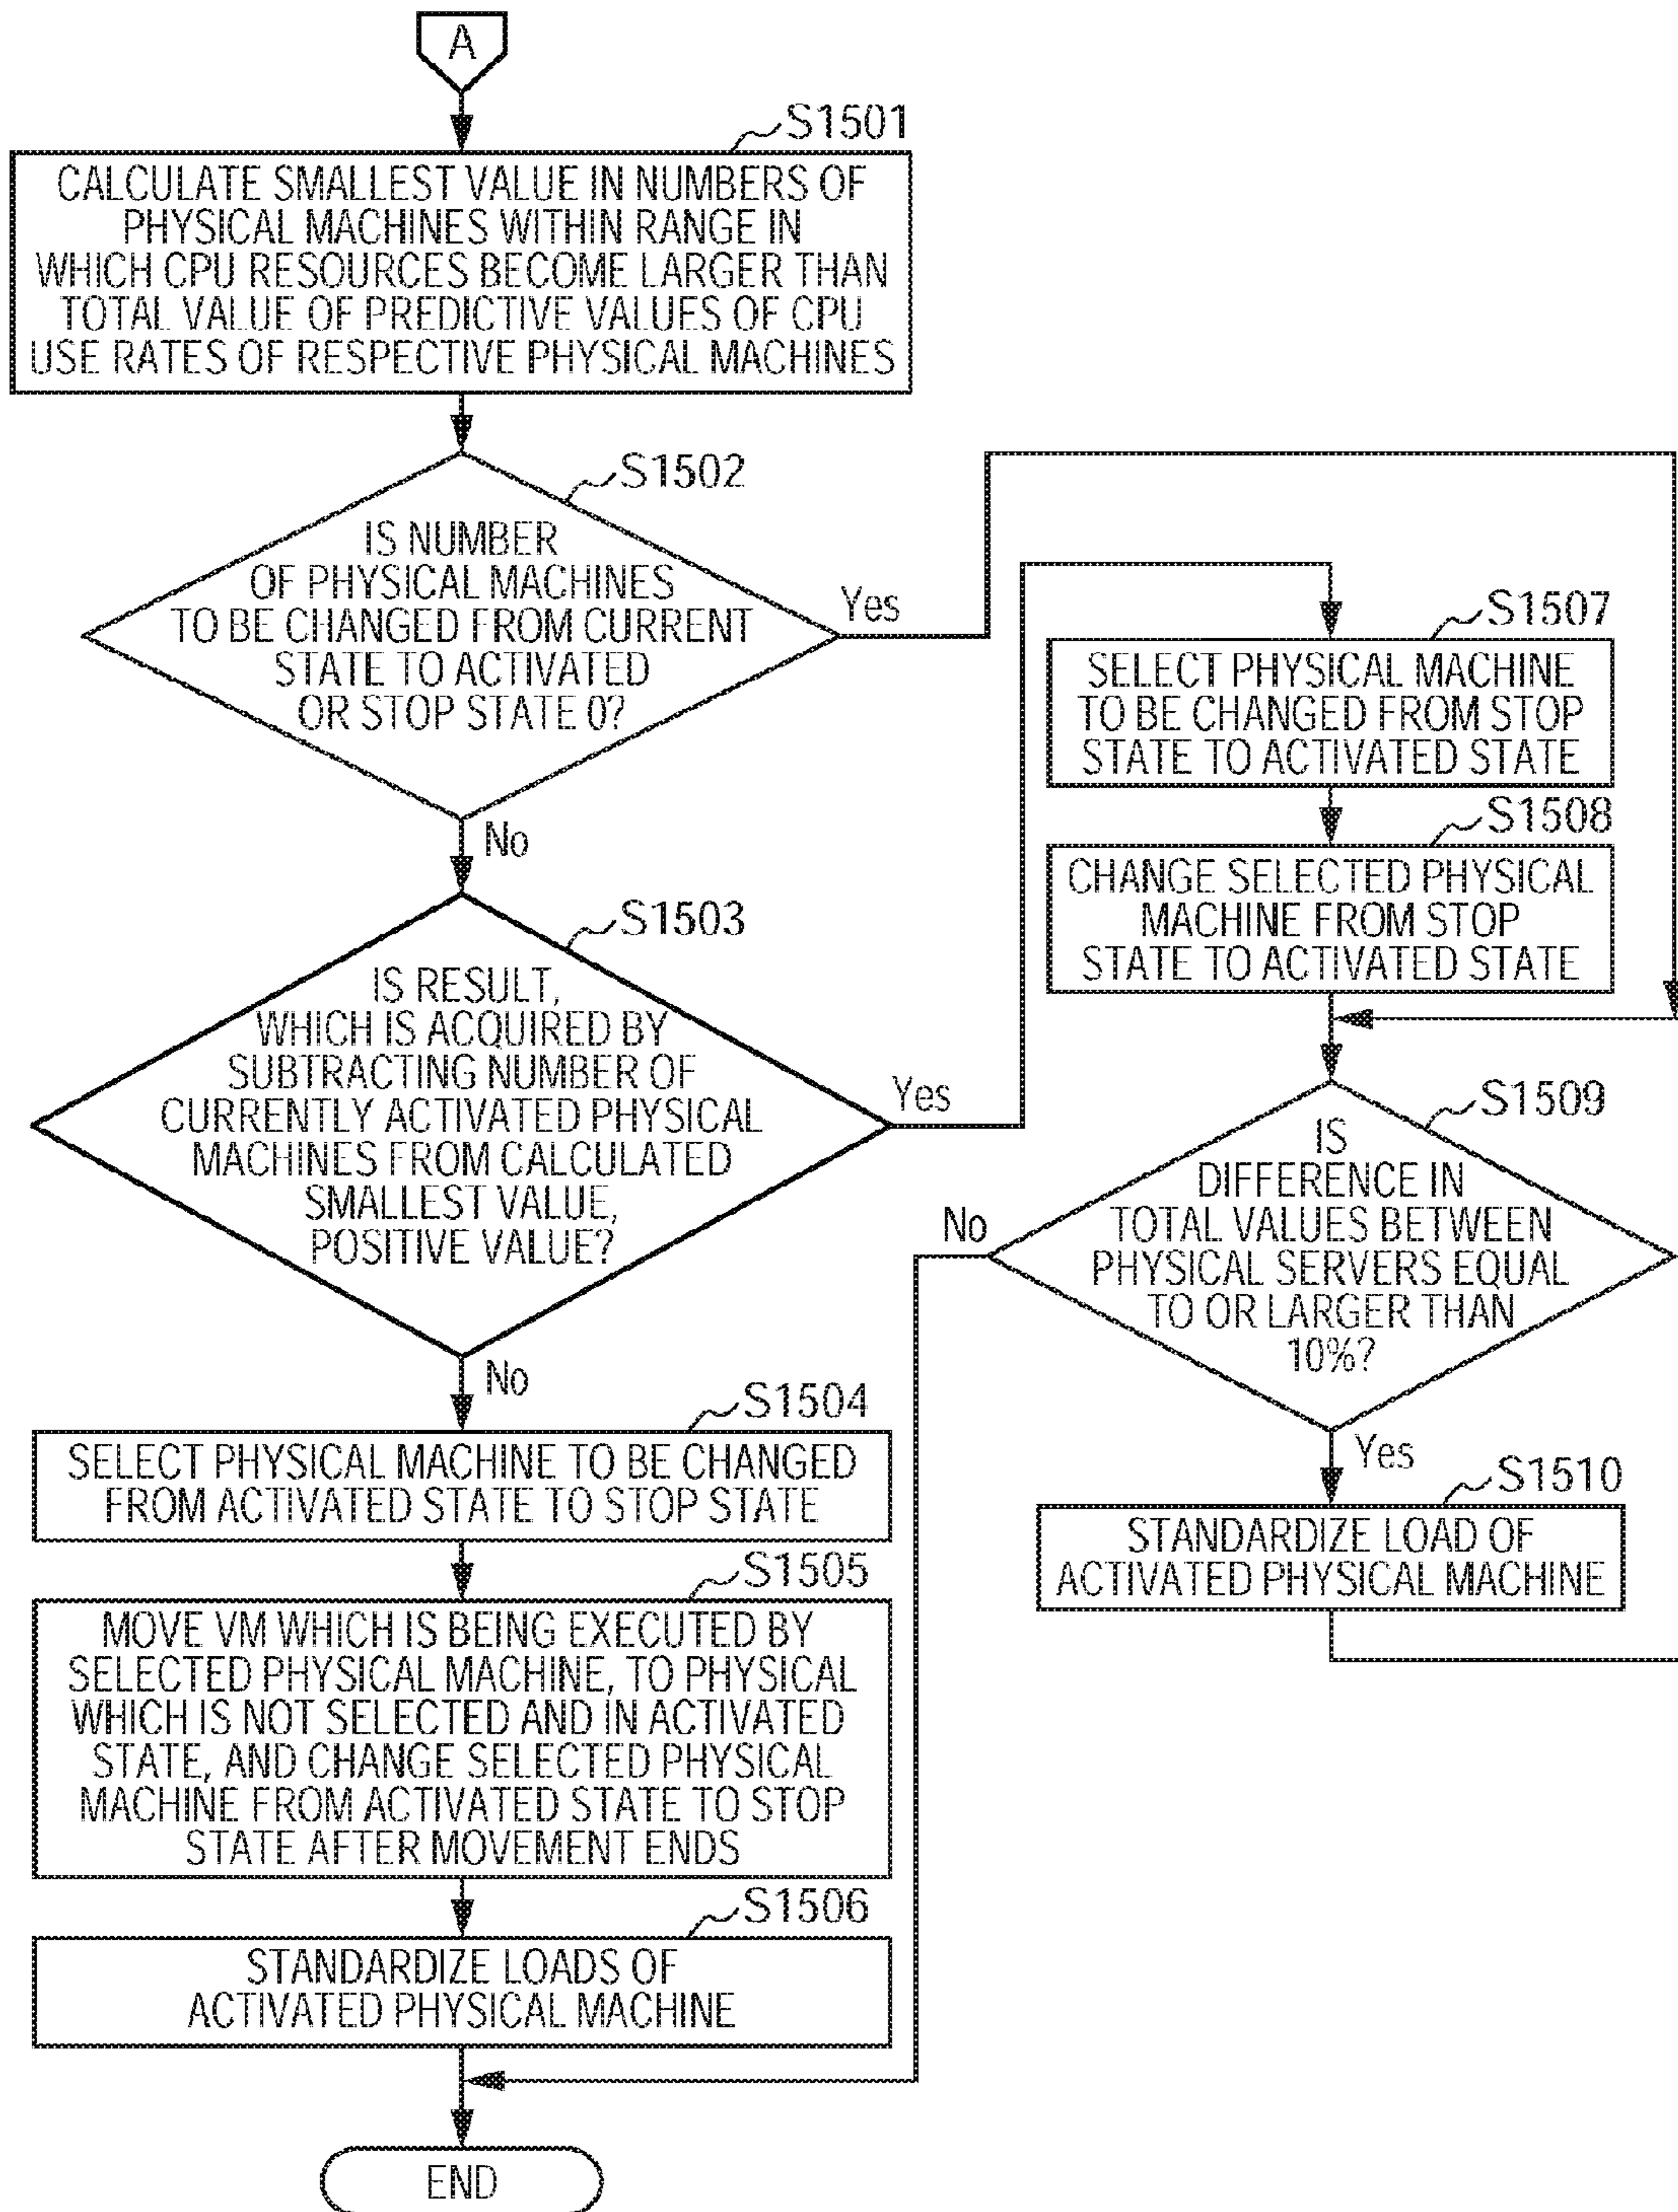 A
S1501
CALCULATE SMALLEST VALUE IN NUMBERS OF
PHYSICAL MACHINES WITHIN RANGE IN
WHICH CPU RESOURCES BECOME LARGER THAN
TOTAL VALUE OF PREDICTIVE VALUES OF CPU
USE RATES OF RESPECTIVE PHYSICAL MACHINES
S1502
IS NUMBER
OF PHYSICAL MACHINES
TO BE CHANGED FROM CURRENT
STATE TO ACTIVATED
OR STOP STATE 0?
Yes
No
S1503
IS RESULT,
WHICH IS ACQUIRED BY
SUBTRACTING NUMBER OF
CURRENTLY ACTIVATED PHYSICAL
MACHINES FROM CALCULATED
SMALLEST VALUE,
POSITIVE VALUE?
Yes
No
S1504
SELECT PHYSICAL MACHINE TO BE CHANGED
FROM ACTIVATED STATE TO STOP STATE
S1505
MOVE VM WHICH IS BEING EXECUTED BY
SELECTED PHYSICAL MACHINE, TO PHYSICAL
WHICH IS NOT SELECTED AND IN ACTIVATED
STATE, AND CHANGE SELECTED PHYSICAL
MACHINE FROM ACTIVATED STATE TO STOP
STATE AFTER MOVEMENT ENDS
S1506
STANDARDIZE LOADS OF
ACTIVATED PHYSICAL MACHINE
END
S1507
SELECT PHYSICAL MACHINE
TO BE CHANGED FROM STOP
STATE TO ACTIVATED STATE
S1508
CHANGE SELECTED PHYSICAL
MACHINE FROM STOP
STATE TO ACTIVATED STATE
S1509
IS
DIFFERENCE IN
TOTAL VALUES BETWEEN
PHYSICAL SERVERS EQUAL
TO OR LARGER THAN
10%?
No
Yes
S1510
STANDARDIZE LOAD OF
ACTIVATED PHYSICAL MACHINE